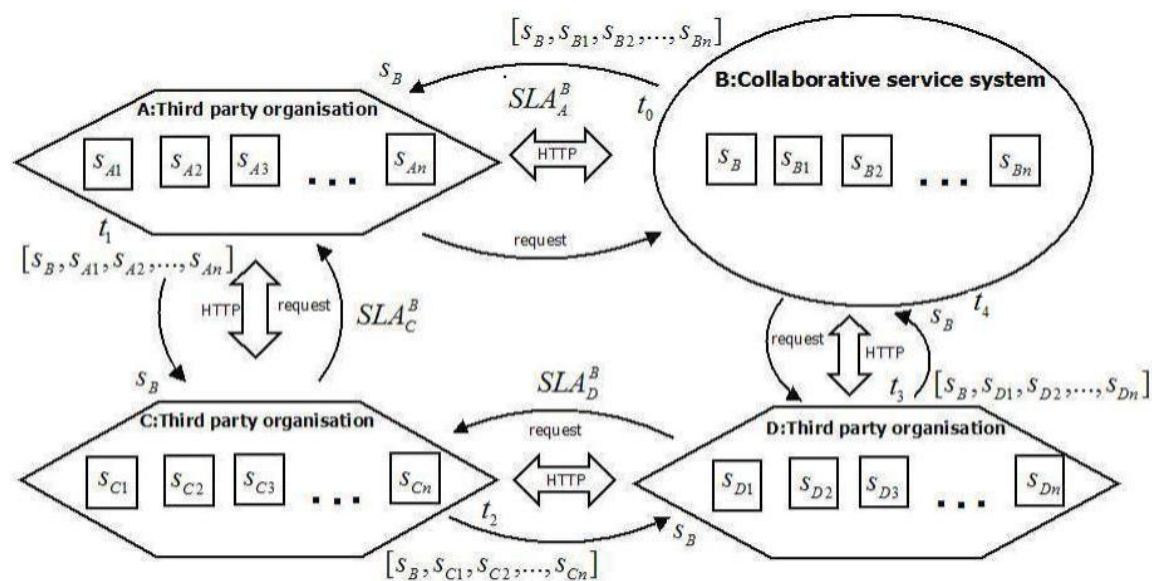 [s_B, s_B1, s_B2, ..., s_Bn]
s_B
SLA_A^B
t_0
B:Collaborative service system
A:Third party organisation
HTTP
s_A1 s_A2 s_A3 ... s_An
s_B s_B1 s_B2 ... s_Bn
t_1
request
[s_B, s_A1, s_A2, ..., s_An]
HTTP
request
SLA_C^B
s_B
t_4
request
HTTP
s_B
SLA_D^B
t_3
[s_B, s_D1, s_D2, ..., s_Dn]
C:Third party organisation
request
D:Third party organisation
s_C1 s_C2 s_C3 ... s_Cn
HTTP
s_D1 s_D2 s_D3 ... s_Dn
t_2
s_B
[s_B, s_C1, s_C2, ..., s_Cn]